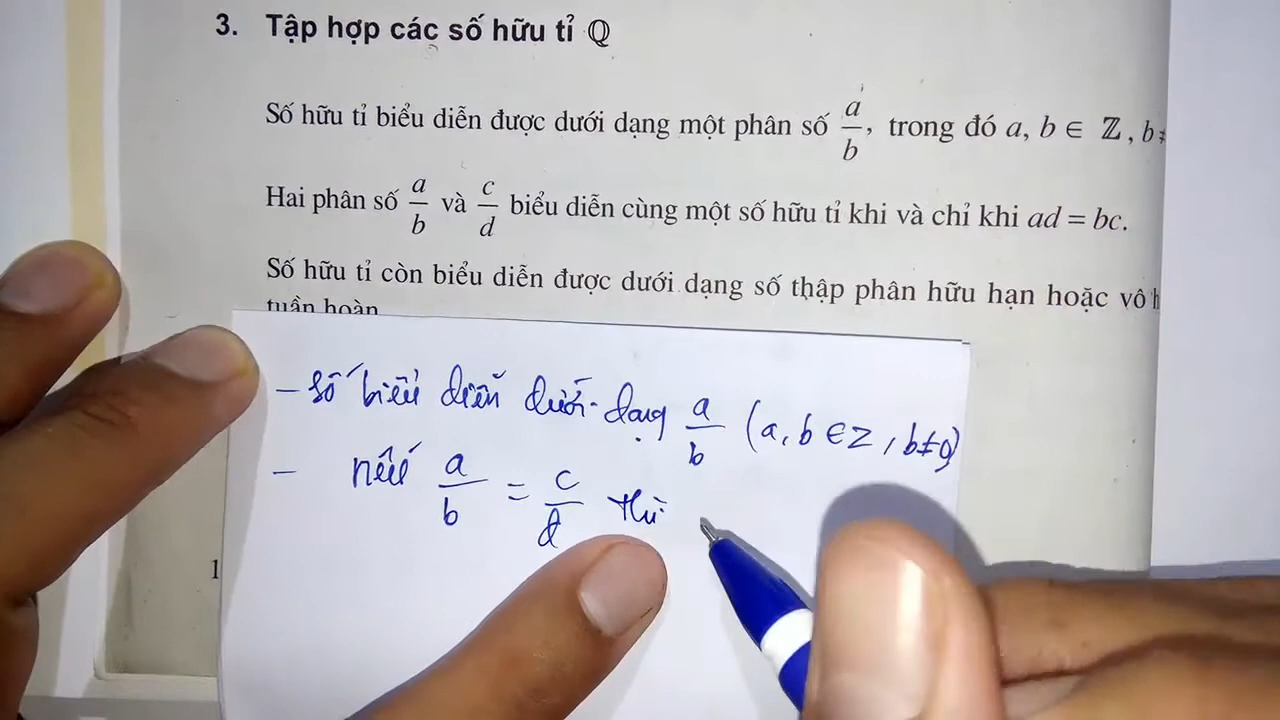 3. Tập hợp các số hữu tỉ ℚ
Số hữu tỉ biểu diễn được dưới dạng một phân số a/b, trong đó a, b ∈ ℤ, b ≠
Hai phân số a/b và c/d biểu diễn cùng một số hữu tỉ khi và chỉ khi ad = bc.
Số hữu tỉ còn biểu diễn được dưới dạng số thập phân hữu hạn hoặc vô h
tuần hoàn
- số biểu diễn dưới dạng a/b (a, b ∈ Z, b ≠ 0)
- nếu a/b = c/d thì
1